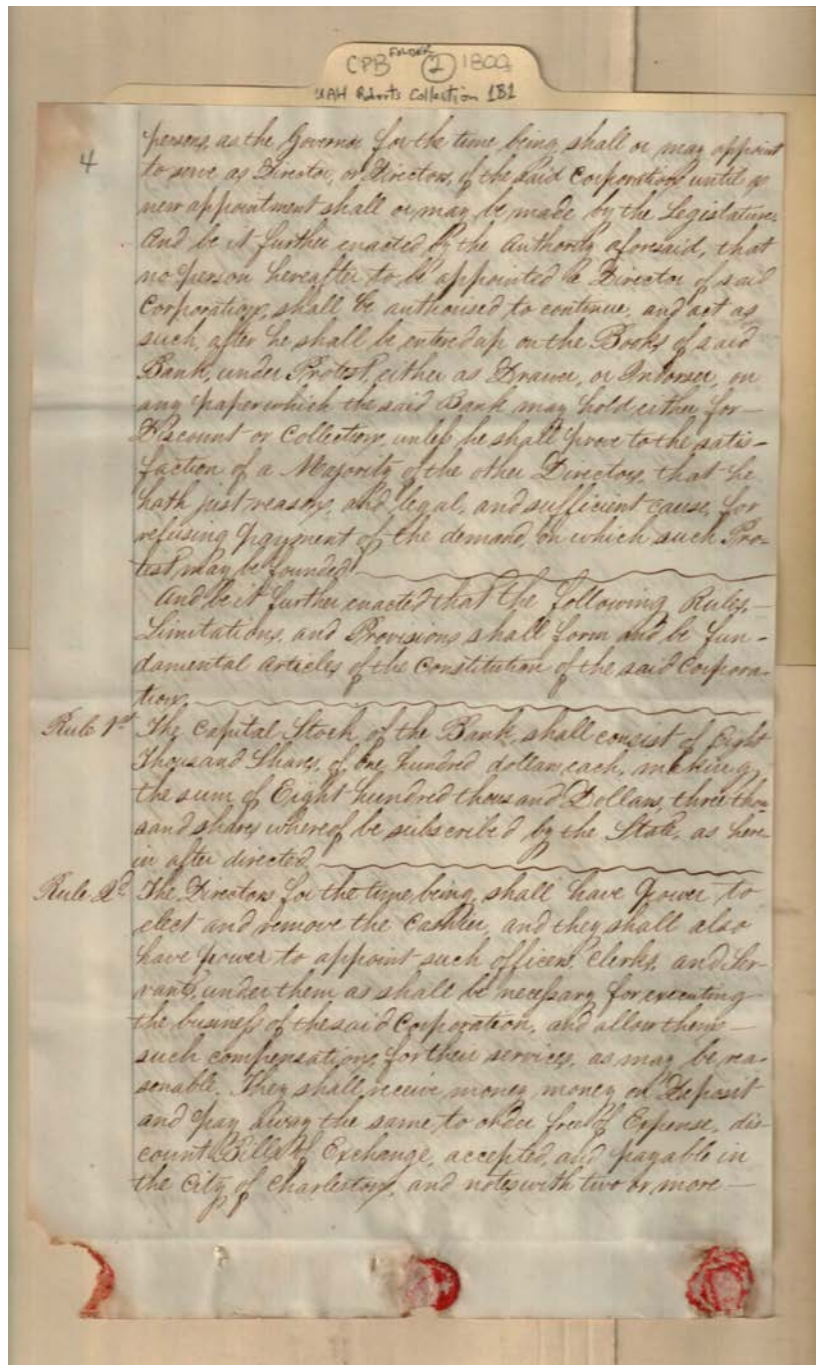 CPB FOLDER 2 1809
UAH Roberts Collection 1B1
4
persons, as the Governor for the time being, shall or may appoint
to serve as Director, or Directors, of the said Corporation until a
new appointment shall or may be made by the Legislature.
And be it further enacted by the Authority aforesaid, that
no person hereafter to be appointed a Director of said
Corporation, shall be authorised to continue, and act as
such, after he shall be entered up on the Books, of said
Bank, under Protest, either as Drawer, or Indorser, on
any paper which the said Bank may hold either for
Discount or Collection, unless he shall prove to the satis-
faction of a Majority of the other Directors, that he
hath just reason, and legal, and sufficient cause, for
refusing payment of the demand, on which such Pro-
test, may be founded.
And be it further enacted that the following Rules,
Limitations, and Provisions shall form and be fun-
damental articles of the Constitution of the said Corpora-
tion.
Rule 1st The Capital Stock of the Bank, shall consist of Eight
Thousand Shares, of one hundred dollars each, making
the sum of Eight hundred thousand Dollars, three thou
sand shares whereof be subscribed by the State, as here-
in after directed
Rule 2d The Directors for the time being, shall have power to
elect and remove the Cashier, and they shall also
have power to appoint such officers, Clerks, and Ser-
vants, under them as shall be necessary for executing
the business of the said Corporation, and allow them
such compensations, for their services, as may be rea-
sonable. They shall receive money, money on Deposit
and pay away the same to order free of Expense, dis-
count Bills of Exchange, accepted, and payable in
the City of Charleston, and notes with two or more